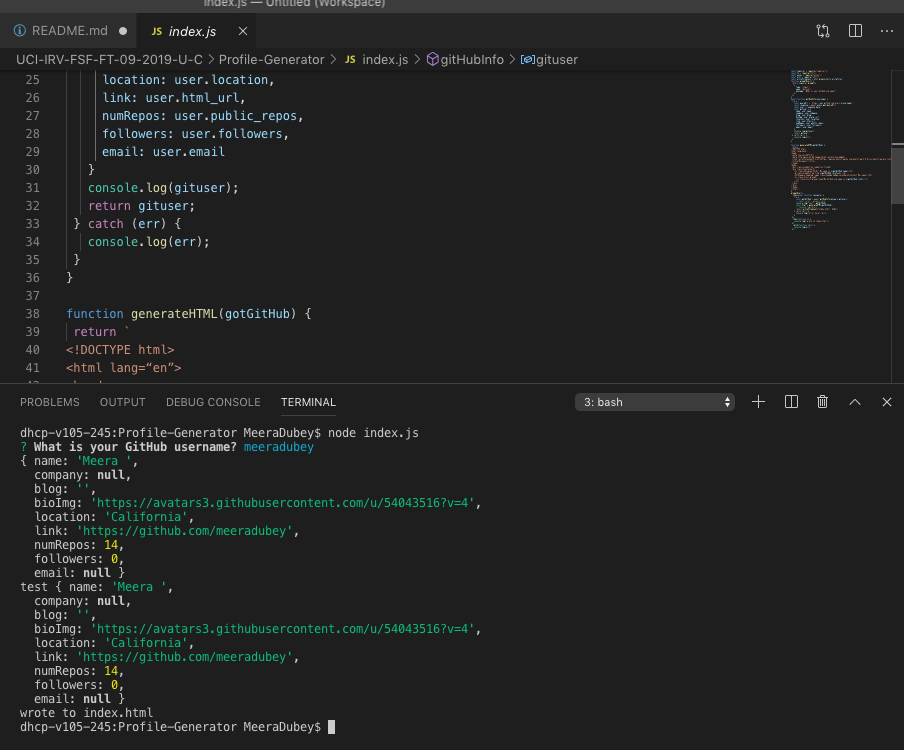 index.js — Untitled (Workspace)
README.md
JS index.js
UCI-IRV-FSF-FT-09-2019-U-C > Profile-Generator > JS index.js > gitHubInfo > gituser
25 location: user.location,
26 link: user.html_url,
27 numRepos: user.public_repos,
28 followers: user.followers,
29 email: user.email
30 }
31 console.log(gituser);
32 return gituser;
33 } catch (err) {
34 console.log(err);
35 }
36 }
37
38 function generateHTML(gotGitHub) {
39 return `
40 <!DOCTYPE html>
41 <html lang=“en”>
PROBLEMS OUTPUT DEBUG CONSOLE TERMINAL 3: bash
dhcp-v105-245:Profile-Generator MeeraDubey$ node index.js
? What is your GitHub username? meeradubey
{ name: 'Meera ',
company: null,
blog: '',
bioImg: 'https://avatars3.githubusercontent.com/u/54043516?v=4',
location: 'California',
link: 'https://github.com/meeradubey',
numRepos: 14,
followers: 0,
email: null }
test { name: 'Meera ',
company: null,
blog: '',
bioImg: 'https://avatars3.githubusercontent.com/u/54043516?v=4',
location: 'California',
link: 'https://github.com/meeradubey',
numRepos: 14,
followers: 0,
email: null }
wrote to index.html
dhcp-v105-245:Profile-Generator MeeraDubey$